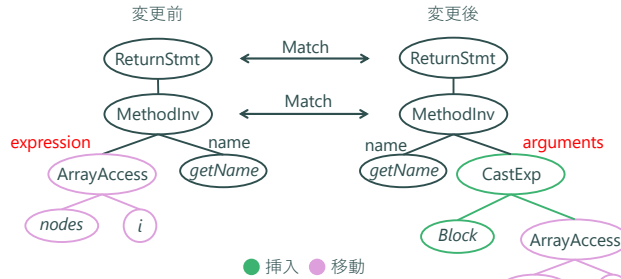 変更前 変更後
ReturnStmt Match ReturnStmt
MethodInv Match MethodInv
expression name name arguments
ArrayAccess getName getName CastExp
nodes i Block ArrayAccess
挿入 移動